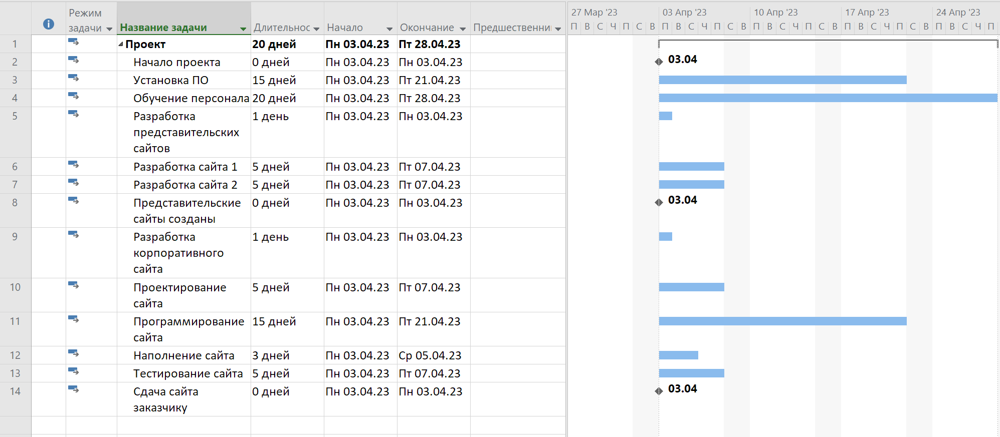 Режим задачи Название задачи Длительнос Начало Окончание Предшественни
27 Мар '23 03 Апр '23 10 Апр '23 17 Апр '23 24 Апр '23
П В С Ч П С В П В С Ч П С В П В С Ч П С В П В С Ч П С В П В С Ч П
1 Проект 20 дней Пн 03.04.23 Пт 28.04.23
2 Начало проекта 0 дней Пн 03.04.23 Пн 03.04.23 03.04
3 Установка ПО 15 дней Пн 03.04.23 Пт 21.04.23
4 Обучение персонала 20 дней Пн 03.04.23 Пт 28.04.23
5 Разработка 1 день Пн 03.04.23 Пн 03.04.23
представительских
сайтов
6 Разработка сайта 1 5 дней Пн 03.04.23 Пт 07.04.23
7 Разработка сайта 2 5 дней Пн 03.04.23 Пт 07.04.23
8 Представительские 0 дней Пн 03.04.23 Пн 03.04.23 03.04
сайты созданы
9 Разработка 1 день Пн 03.04.23 Пн 03.04.23
корпоративного
сайта
10 Проектирование 5 дней Пн 03.04.23 Пт 07.04.23
сайта
11 Программирование 15 дней Пн 03.04.23 Пт 21.04.23
сайта
12 Наполнение сайта 3 дней Пн 03.04.23 Ср 05.04.23
13 Тестирование сайта 5 дней Пн 03.04.23 Пт 07.04.23
14 Сдача сайта 0 дней Пн 03.04.23 Пн 03.04.23 03.04
заказчику